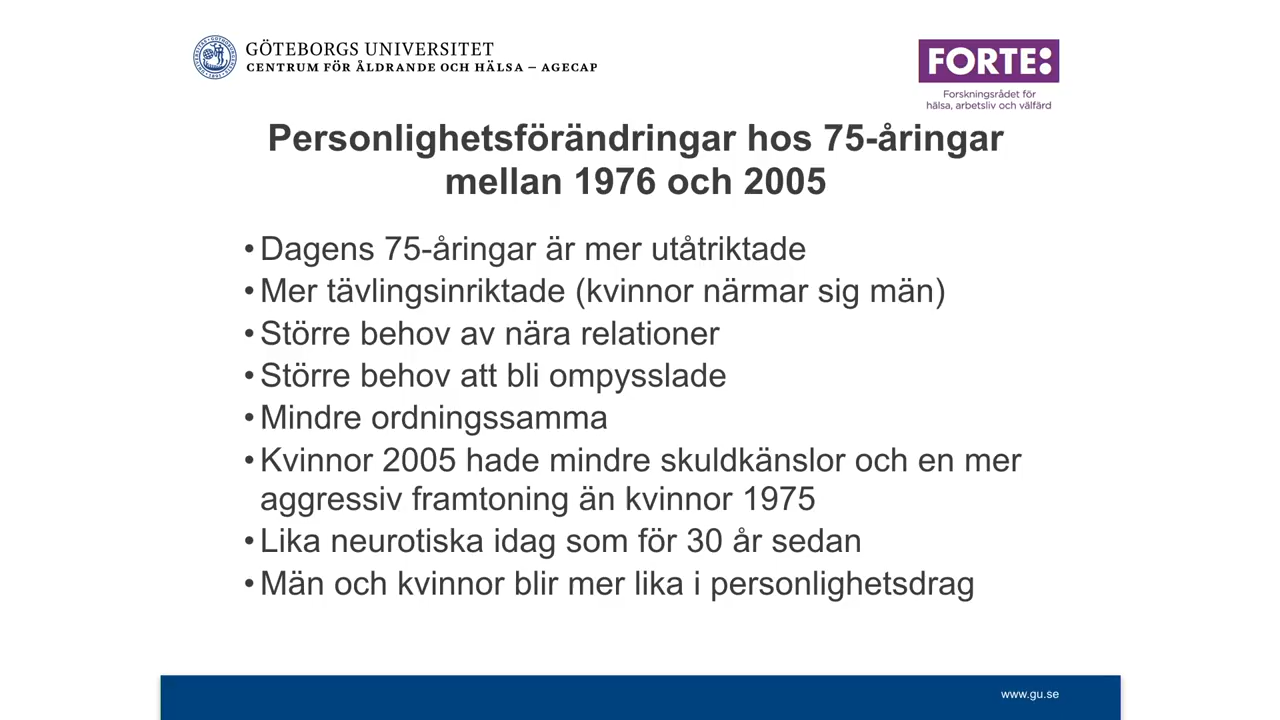 GÖTEBORGS UNIVERSITET
CENTRUM FÖR ÅLDRANDE OCH HÄLSA – AGECAP
FORTE:
Forskningsrådet för
hälsa, arbetsliv och välfärd
Personlighetsförändringar hos 75-åringar
mellan 1976 och 2005
• Dagens 75-åringar är mer utåtriktade
• Mer tävlingsinriktade (kvinnor närmar sig män)
• Större behov av nära relationer
• Större behov att bli ompysslade
• Mindre ordningssamma
• Kvinnor 2005 hade mindre skuldkänslor och en mer
aggressiv framtoning än kvinnor 1975
• Lika neurotiska idag som för 30 år sedan
• Män och kvinnor blir mer lika i personlighetsdrag
www.gu.se